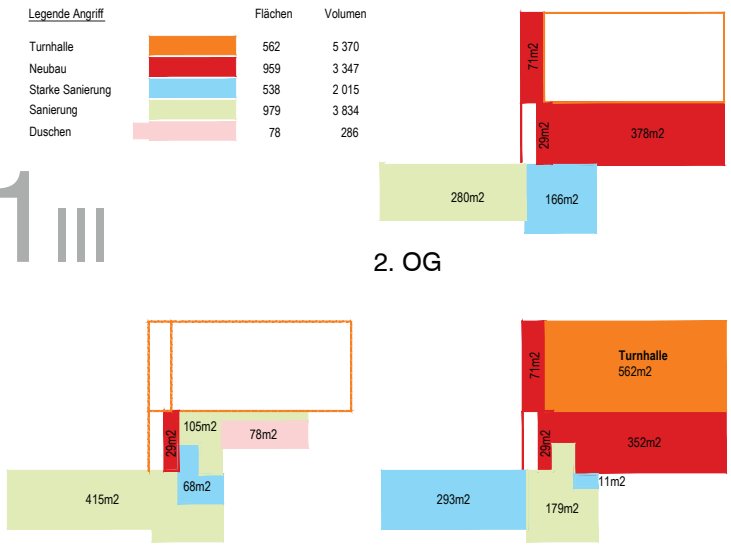 Legende Angriff Flächen Volumen
Turnhalle 562 5 370
Neubau 959 3 347
Starke Sanierung 538 2 015
Sanierung 979 3 834
Duschen 78 286
1 III
71m2
29m2
378m2
280m2
166m2
2. OG
29m2
105m2
78m2
68m2
415m2
71m2
Turnhalle
562m2
29m2
352m2
11m2
293m2
179m2